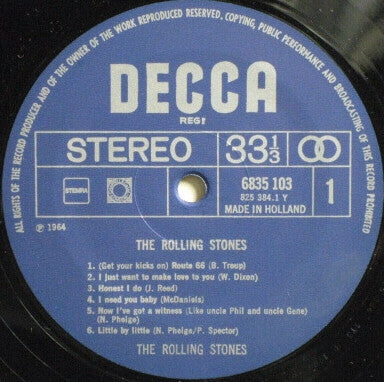 ALL RIGHTS OF THE RECORD PRODUCER AND OF THE OWNER OF THE WORK REPRODUCED RESERVED, COPYING, PUBLIC PERFORMANCE AND BROADCASTING OF THIS RECORD PROHIBITED
DECCA
REG!
STEREO 33⅓
STEMRA
6835 103
825 384.1 Y
MADE IN HOLLAND
1
℗ 1964
THE ROLLING STONES
1. (Get your kicks on) Route 66 (B. Traup)
2. I just want to make love to you (W. Dixen)
3. Honest I do (J. Reed)
4. I need you baby (McDaniels)
5. Now I've got a witness (Like uncle Phil and uncle Gene)
(N. Phelge)
6. Little by little (N. Phelge/P. Spector)
THE ROLLING STONES